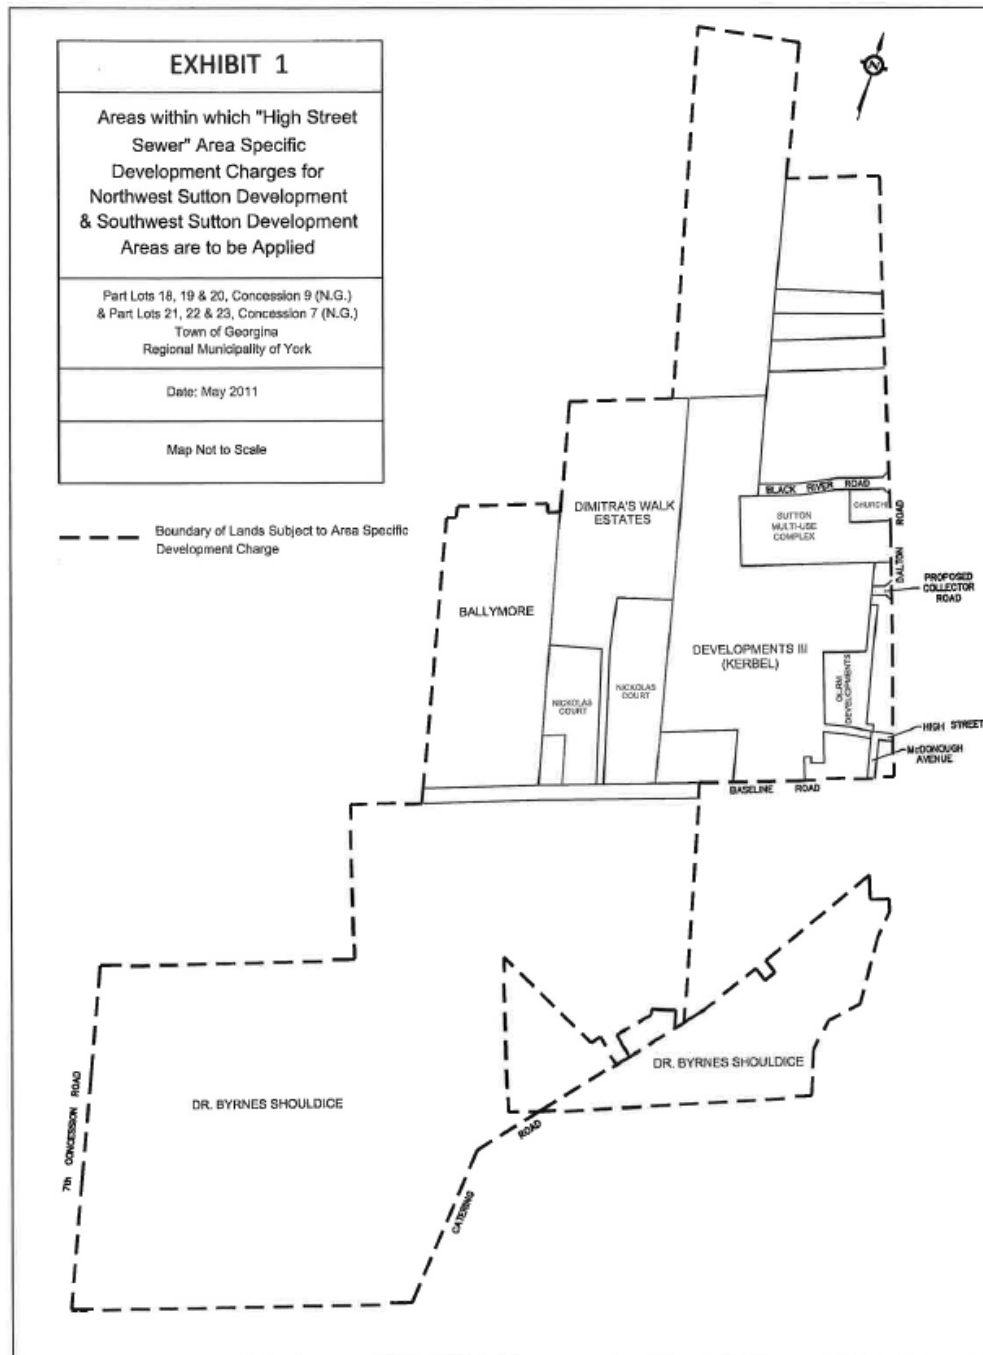 EXHIBIT 1
Areas within which "High Street
Sewer" Area Specific
Development Charges for
Northwest Sutton Development
& Southwest Sutton Development
Areas are to be Applied
Part Lots 18, 19 & 20, Concession 9 (N.G.)
& Part Lots 21, 22 & 23, Concession 7 (N.G.)
Town of Georgina
Regional Municipality of York
Date: May 2011
Map Not to Scale
Boundary of Lands Subject to Area Specific
Development Charge
N
BLACK RIVER ROAD
CHURCH
SUTTON
MULTI-USE
COMPLEX
DALTON ROAD
PROPOSED
COLLECTOR
ROAD
DIMITRA'S WALK
ESTATES
BALLYMORE
NICKOLAS
COURT
NICKOLAS
COURT
DEVELOPMENTS III
(KERBEL)
DEVELOPMENTS
HIGH STREET
McDONOUGH
AVENUE
BASELINE ROAD
DR. BYRNES SHOULDICE
DR. BYRNES SHOULDICE
7th CONCESSION ROAD
CATERING ROAD